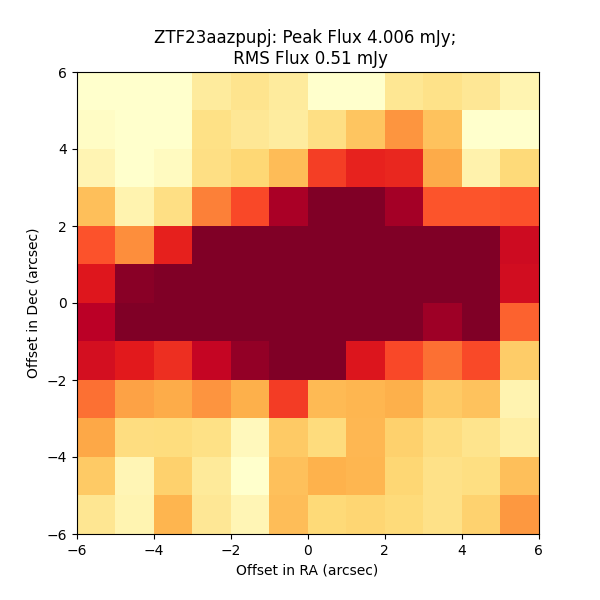 ZTF23aazpupj: Peak Flux 4.006 mJy;
RMS Flux 0.51 mJy
6
4
2
0
−2
−4
−6
Offset in Dec (arcsec)
−6 −4 −2 0 2 4 6
Offset in RA (arcsec)